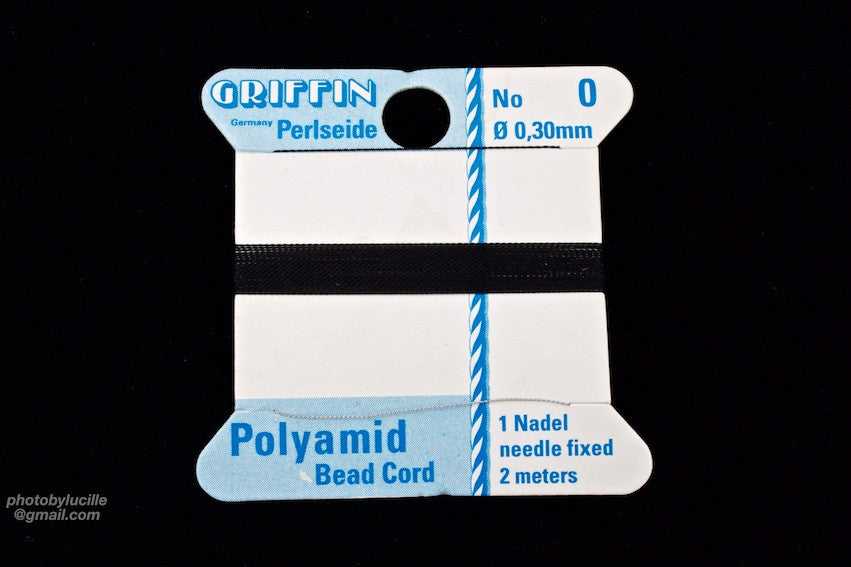 GRIFFIN
Germany Perlseide
No 0
Ø 0,30mm
Polyamid
Bead Cord
1 Nadel
needle fixed
2 meters
photobylucille
@gmail.com